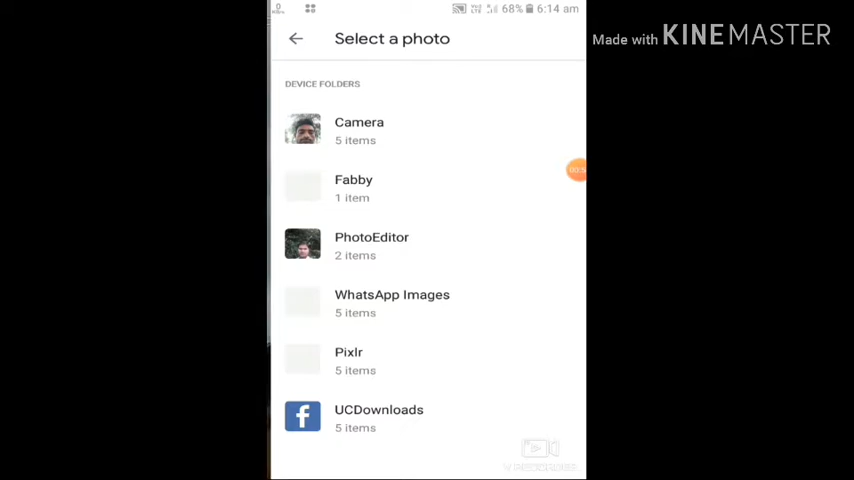 68% 6:14 am
Made with KINEMASTER
Select a photo
DEVICE FOLDERS
Camera
5 items
Fabby
1 item
PhotoEditor
2 items
WhatsApp Images
5 items
Pixlr
5 items
f
UCDownloads
5 items